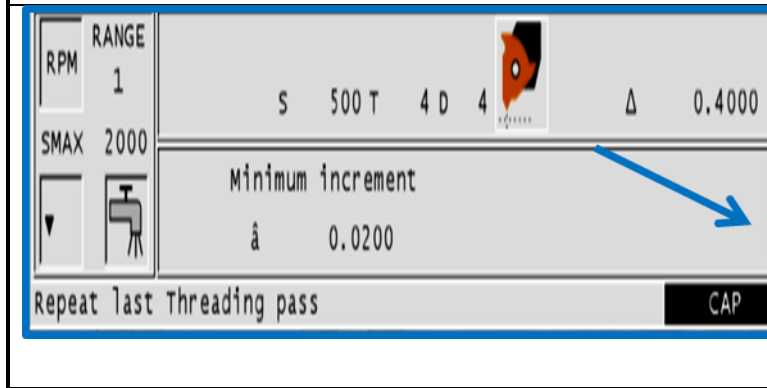 RPM RANGE
1
S 500 T 4 D 4 Δ 0.4000
SMAX 2000
Minimum increment
â 0.0200
Repeat last Threading pass CAP